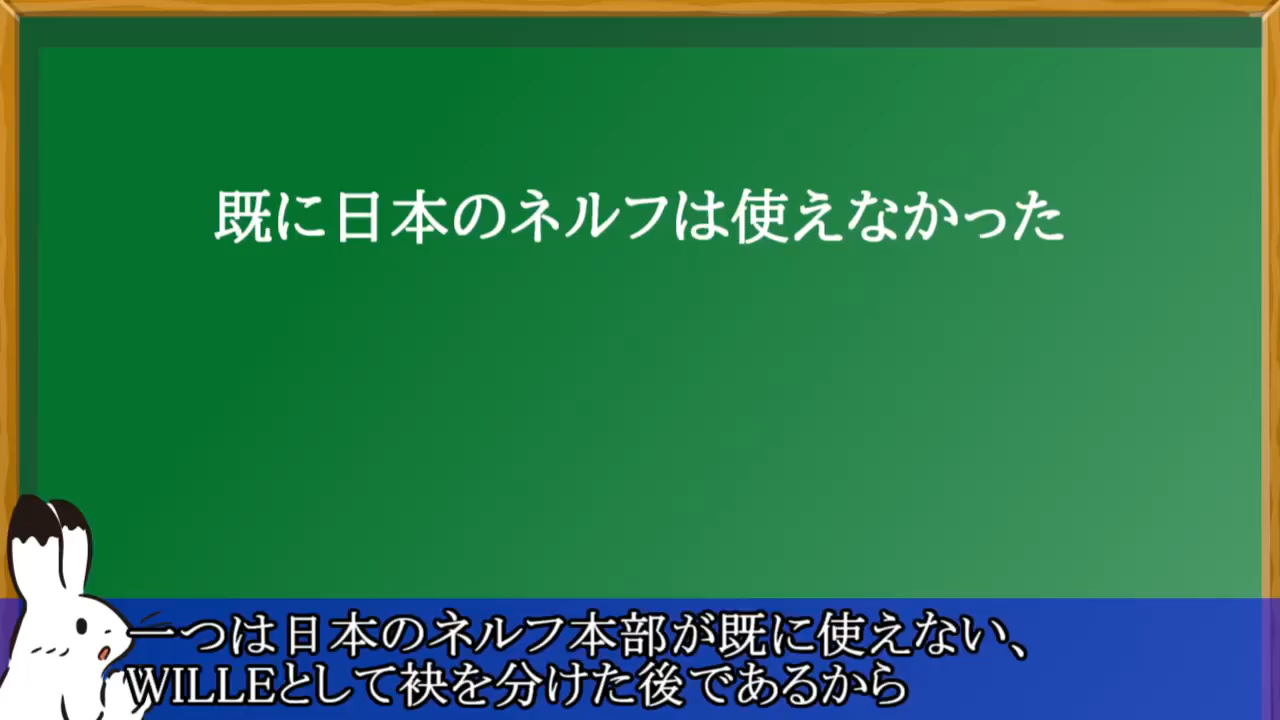 既に日本のネルフは使えなかった
一つは日本のネルフ本部が既に使えない、
WILLEとして袂を分けた後であるから